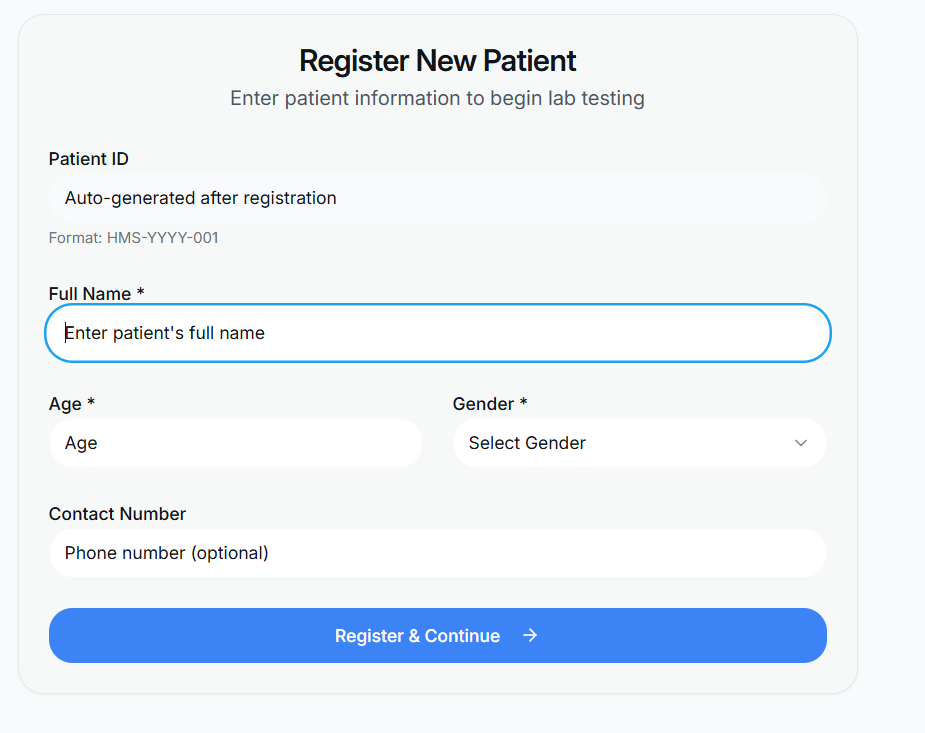 Register New Patient
Enter patient information to begin lab testing
Patient ID
Auto-generated after registration
Format: HMS-YYYY-001
Full Name *
Enter patient's full name
Age *
Gender *
Age
Select Gender
Contact Number
Phone number (optional)
Register & Continue →